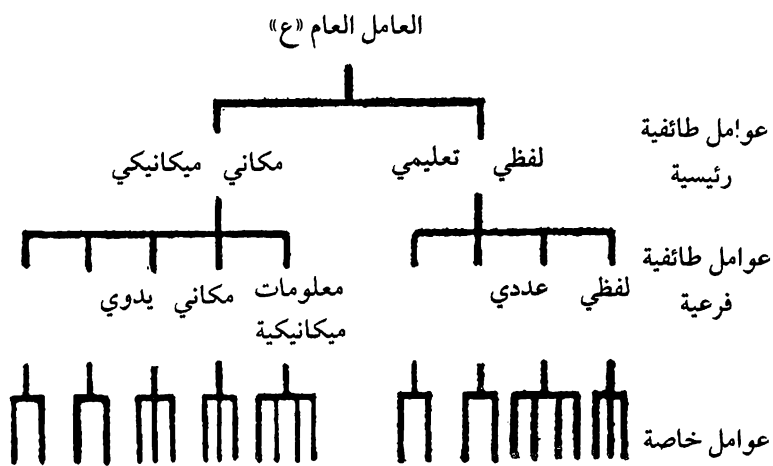 العامل العام «ع»
عوامل طائفية
رئيسية
لفظي تعليمي
مكاني ميكانيكي
عوامل طائفية
فرعية
لفظي
عددي
معلومات
ميكانيكية
مكاني
يدوي
عوامل خاصة